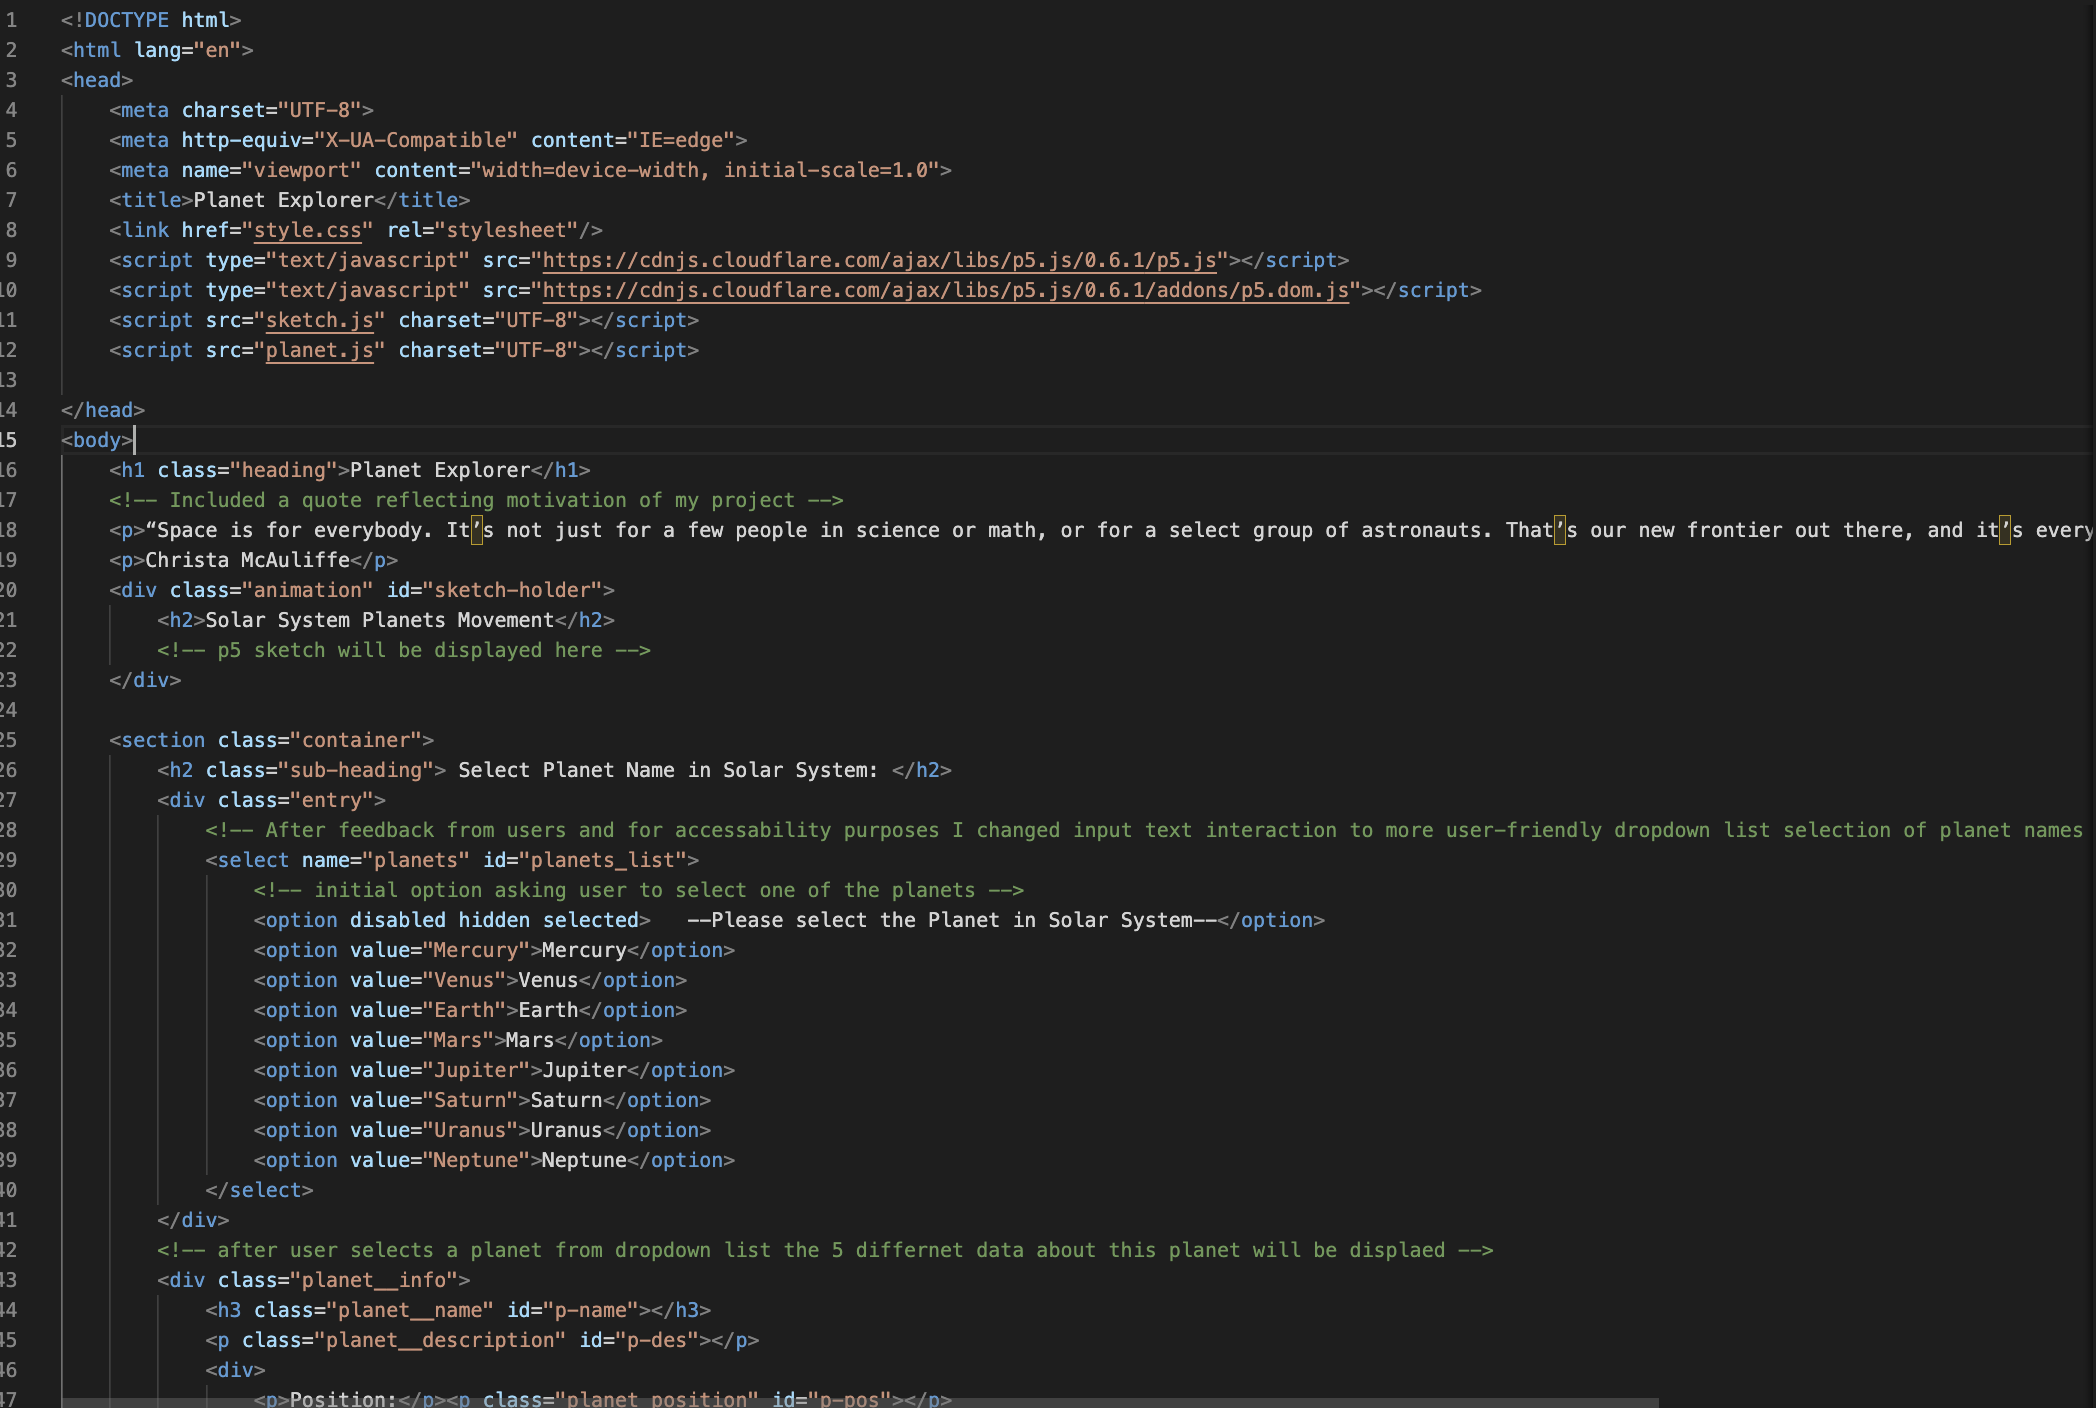 1 <!DOCTYPE html>
2 <html lang="en">
3 <head>
4     <meta charset="UTF-8">
5     <meta http-equiv="X-UA-Compatible" content="IE=edge">
6     <meta name="viewport" content="width=device-width, initial-scale=1.0">
7     <title>Planet Explorer</title>
8     <link href="style.css" rel="stylesheet"/>
9     <script type="text/javascript" src="https://cdnjs.cloudflare.com/ajax/libs/p5.js/0.6.1/p5.js"></script>
10     <script type="text/javascript" src="https://cdnjs.cloudflare.com/ajax/libs/p5.js/0.6.1/addons/p5.dom.js"></script>
11     <script src="sketch.js" charset="UTF-8"></script>
12     <script src="planet.js" charset="UTF-8"></script>
13
14 </head>
15 <body>
16     <h1 class="heading">Planet Explorer</h1>
17     <!-- Included a quote reflecting motivation of my project -->
18     <p>“Space is for everybody. It’s not just for a few people in science or math, or for a select group of astronauts. That’s our new frontier out there, and it’s every
19     <p>Christa McAuliffe</p>
20     <div class="animation" id="sketch-holder">
21         <h2>Solar System Planets Movement</h2>
22         <!-- p5 sketch will be displayed here -->
23     </div>
24
25     <section class="container">
26         <h2 class="sub-heading"> Select Planet Name in Solar System: </h2>
27         <div class="entry">
28             <!-- After feedback from users and for accessability purposes I changed input text interaction to more user-friendly dropdown list selection of planet names
29             <select name="planets" id="planets_list">
30                 <!-- initial option asking user to select one of the planets -->
31                 <option disabled hidden selected>   --Please select the Planet in Solar System--</option>
32                 <option value="Mercury">Mercury</option>
33                 <option value="Venus">Venus</option>
34                 <option value="Earth">Earth</option>
35                 <option value="Mars">Mars</option>
36                 <option value="Jupiter">Jupiter</option>
37                 <option value="Saturn">Saturn</option>
38                 <option value="Uranus">Uranus</option>
39                 <option value="Neptune">Neptune</option>
40             </select>
41         </div>
42         <!-- after user selects a planet from dropdown list the 5 differnet data about this planet will be displaed -->
43         <div class="planet__info">
44             <h3 class="planet__name" id="p-name"></h3>
45             <p class="planet__description" id="p-des"></p>
46             <div>
47                 <p>Position:</p><p class="planet_position" id="p-pos"></p>